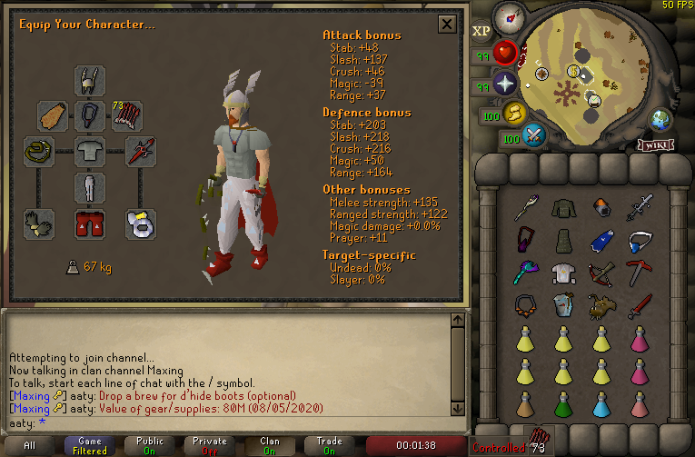 50 FPS
Equip Your Character...
XP
99
99
100
100
WIKI
73
Attack bonus
Stab: +48
Slash: +137
Crush: +46
Magic: -39
Range: +37
Defence bonus
Stab: +203
Slash: +218
Crush: +216
Magic: +50
Range: +164
Other bonuses
Melee strength: +135
Ranged strength: +122
Magic damage: +0.0%
Prayer: +11
Target-specific
Undead: 0%
Slayer: 0%
67 kg
Attempting to join channel...
Now talking in clan channel Maxing
To talk, start each line of chat with the / symbol.
[Maxing] aaty: Drop a brew for d'hide boots (optional)
[Maxing] aaty: Value of gear/supplies: 80M (08/05/2020)
aaty: *
All
Game
Filtered
Public
On
Private
Off
Clan
On
Trade
On
00:01:38
Controlled
73